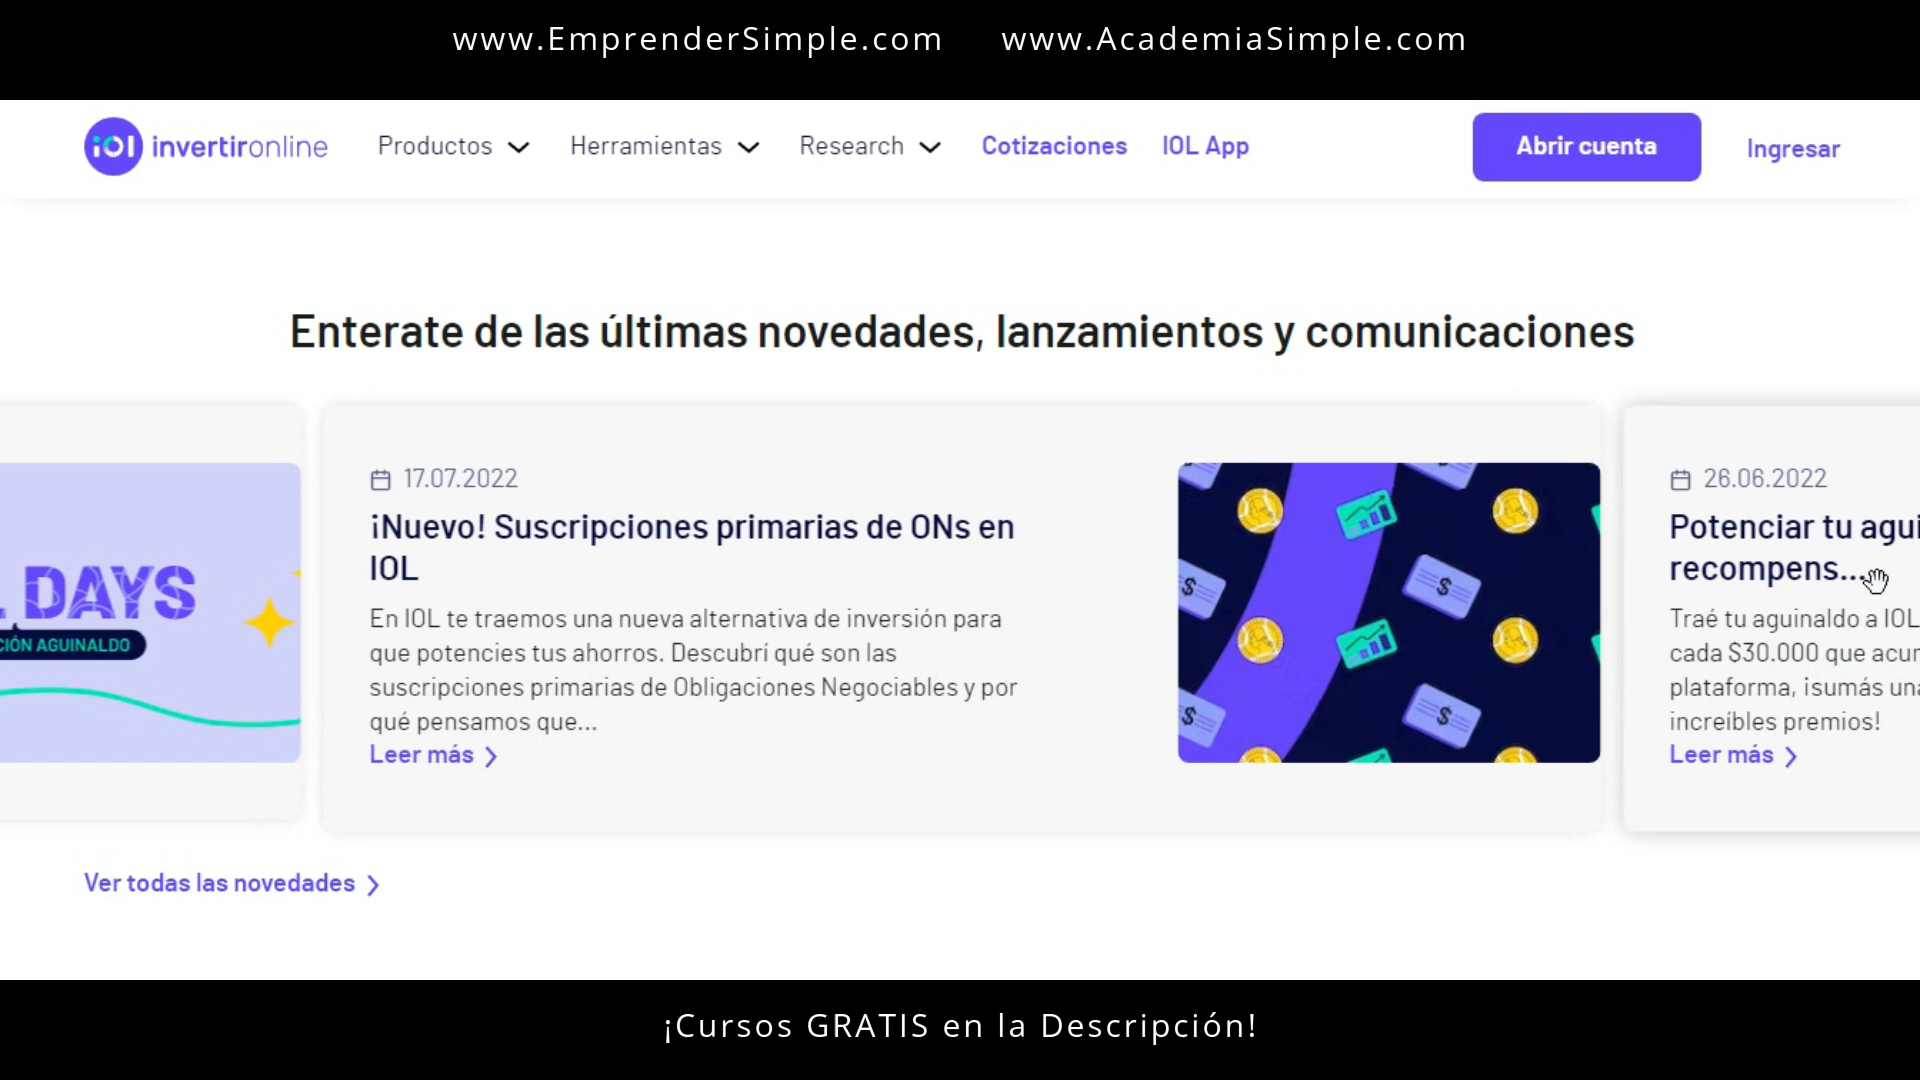 www.EmprenderSimple.com www.AcademiaSimple.com
iOl invertironline Productos Herramientas Research Cotizaciones IOL App Abrir cuenta Ingresar
Enterate de las últimas novedades, lanzamientos y comunicaciones
DAYS
AGUINALDO
17.07.2022
¡Nuevo! Suscripciones primarias de ONs en
IOL
En IOL te traemos una nueva alternativa de inversión para
que potencies tus ahorros. Descubrí qué son las
suscripciones primarias de Obligaciones Negociables y por
qué pensamos que...
Leer más
$
$
$
$
26.06.2022
Potenciar tu
recompens...
Traé tu aguinaldo a IOL
cada $30.000 que
plataforma, ¡sumás
increíbles premios!
Leer más
Ver todas las novedades
¡Cursos GRATIS en la Descripción!